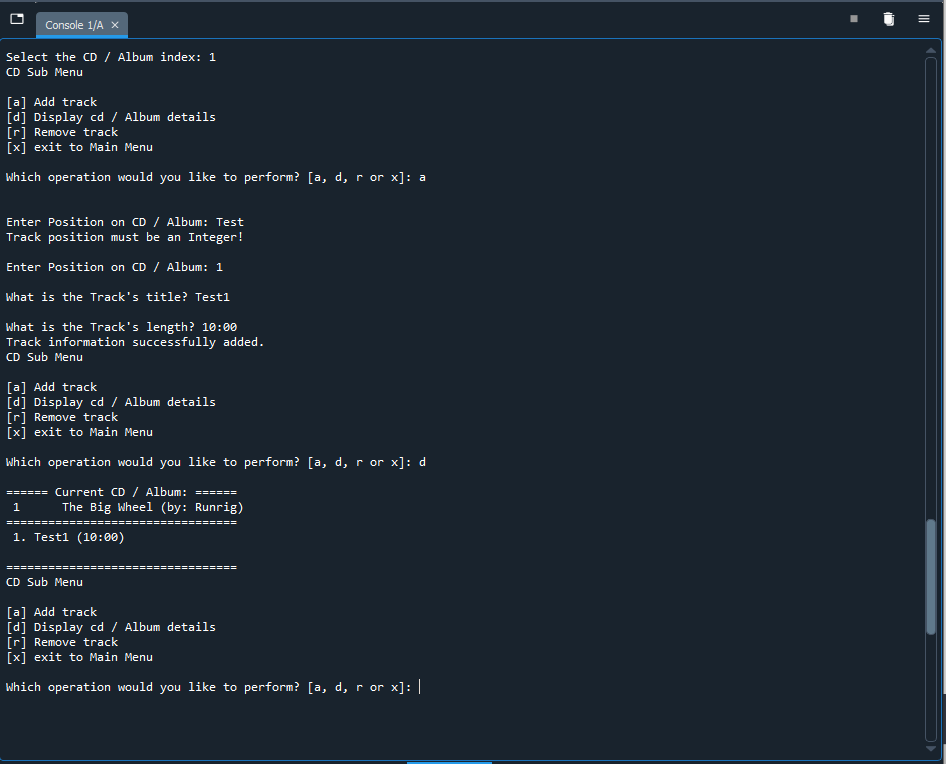 Console 1/A
Select the CD / Album index: 1
CD Sub Menu
[a] Add track
[d] Display cd / Album details
[r] Remove track
[x] exit to Main Menu
Which operation would you like to perform? [a, d, r or x]: a
Enter Position on CD / Album: Test
Track position must be an Integer!
Enter Position on CD / Album: 1
What is the Track's title? Test1
What is the Track's length? 10:00
Track information successfully added.
CD Sub Menu
[a] Add track
[d] Display cd / Album details
[r] Remove track
[x] exit to Main Menu
Which operation would you like to perform? [a, d, r or x]: d
====== Current CD / Album: ======
1      The Big Wheel (by: Runrig)
=================================
1. Test1 (10:00)
=================================
CD Sub Menu
[a] Add track
[d] Display cd / Album details
[r] Remove track
[x] exit to Main Menu
Which operation would you like to perform? [a, d, r or x]: